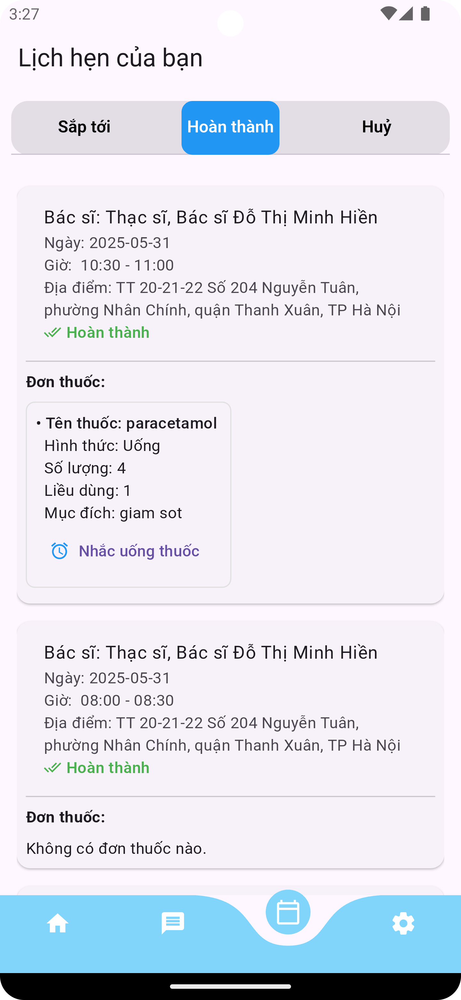 3:27
Lịch hẹn của bạn
Sắp tới
Hoàn thành
Huỷ
Bác sĩ: Thạc sĩ, Bác sĩ Đỗ Thị Minh Hiền
Ngày: 2025-05-31
Giờ:  10:30 - 11:00
Địa điểm: TT 20-21-22 Số 204 Nguyễn Tuân,
phường Nhân Chính, quận Thanh Xuân, TP Hà Nội
Hoàn thành
Đơn thuốc:
• Tên thuốc: paracetamol
Hình thức: Uống
Số lượng: 4
Liều dùng: 1
Mục đích: giam sot
Nhắc uống thuốc
Bác sĩ: Thạc sĩ, Bác sĩ Đỗ Thị Minh Hiền
Ngày: 2025-05-31
Giờ:  08:00 - 08:30
Địa điểm: TT 20-21-22 Số 204 Nguyễn Tuân,
phường Nhân Chính, quận Thanh Xuân, TP Hà Nội
Hoàn thành
Đơn thuốc:
Không có đơn thuốc nào.